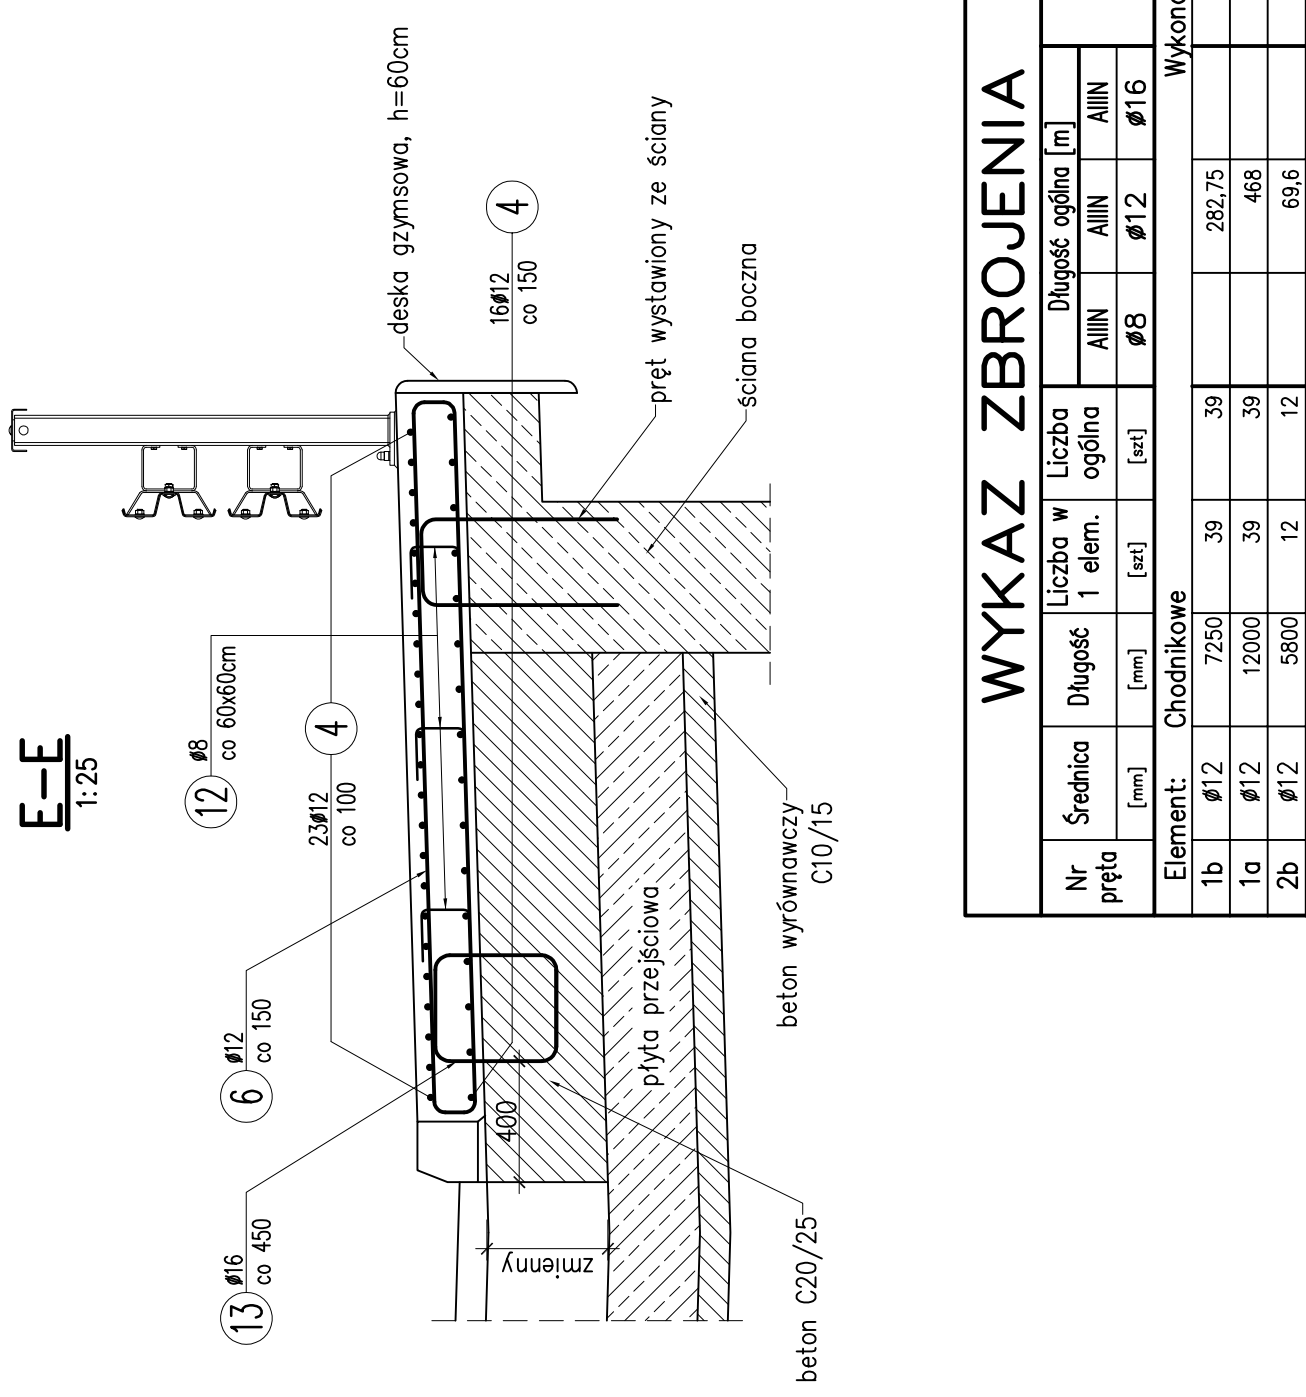 E-E
1:25
13
ø16
co 450
6
ø12
co 150
12
ø8
co 60x60cm
4
23ø12
co 100
deska gzymsowa, h=60cm
4
16ø12
co 150
pręt wystawiony ze ściany
ściana boczna
400
zmienny
płyta przejściowa
beton wyrównawczy
C10/15
beton C20/25
WYKAZ ZBROJENIA
Nr pręta Średnica Długość Liczba w 1 elem. Liczba ogólna Długość ogólna [m]
AIIIN AIIIN AIIIN
[mm] [mm] [szt] [szt] ø8 ø12 ø16
Element: Chodnikowe
1b ø12 7250 39 39 282,75
1a ø12 12000 39 39 468
2b ø12 5800 12 12 69,6